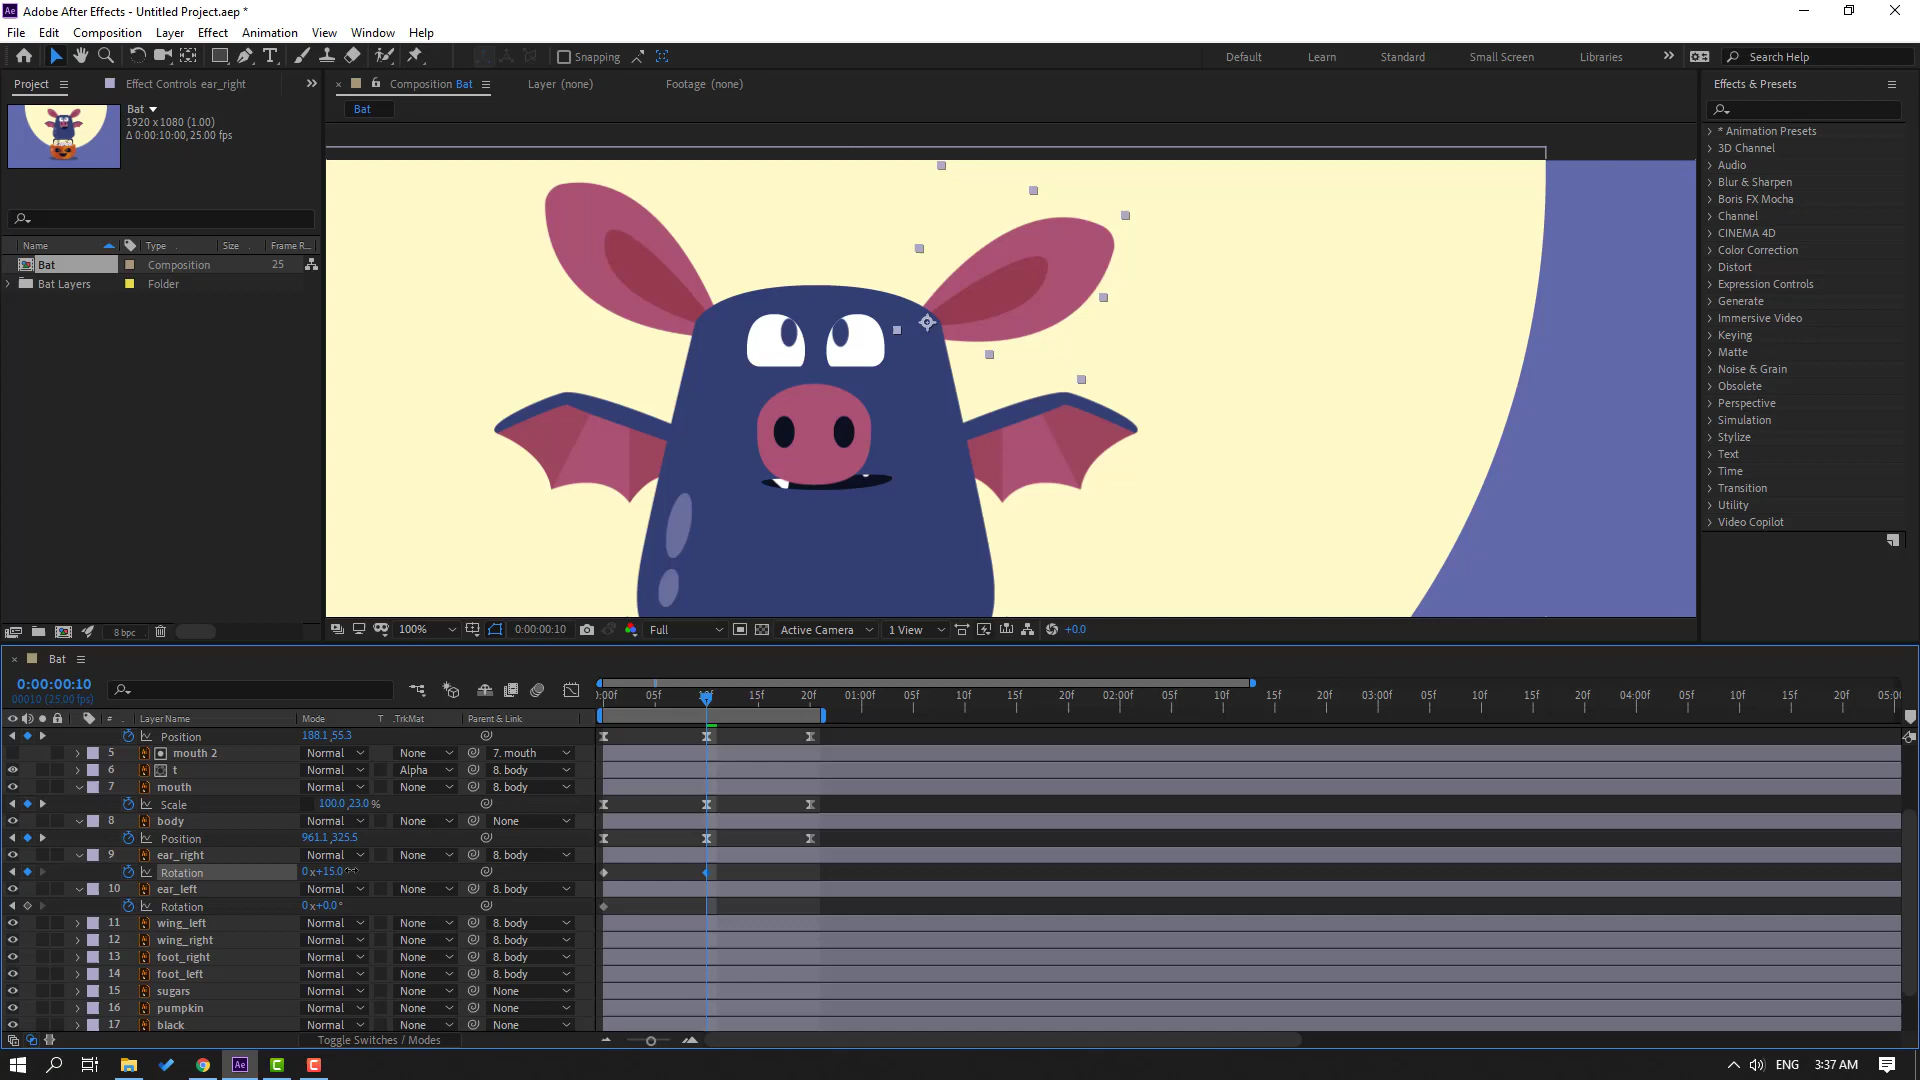 Adobe After Effects - Untitled Project.aep *
File Edit Composition Layer Effect Animation View Window Help
Snapping
Default Learn Standard Small Screen Libraries Search Help
Project Effect Controls ear_right
Composition Bat Layer (none) Footage (none)
Effects & Presets
Bat
1920 x 1080 (1.00)
Δ 0:00:10:00, 25.00 fps
Bat
Name Type Size Frame R...
Bat Composition 25
Bat Layers Folder
* Animation Presets
3D Channel
Audio
Blur & Sharpen
Boris FX Mocha
Channel
CINEMA 4D
Color Correction
Distort
Expression Controls
Generate
Immersive Video
Keying
Matte
Noise & Grain
Obsolete
Perspective
Simulation
Stylize
Text
Time
Transition
Utility
Video Copilot
8 bpc
100% 0:00:00:10 Full Active Camera 1 View +0.0
Bat
0:00:00:10
00010 (25.00 fps)
:00f 05f 10f 15f 20f 01:00f 05f 10f 15f 20f 02:00f 05f 10f 15f 20f 03:00f 05f 10f 15f 20f 04:00f 05f 10f 15f 20f 05:00
# Layer Name Mode T .TrkMat Parent & Link
Position 188.1,55.3
5 mouth 2 Normal None 7. mouth
6 t Normal Alpha 8. body
7 mouth Normal None 8. body
Scale 100.0,23.0 %
8 body Normal None None
Position 961.1,325.5
9 ear_right Normal None 8. body
Rotation 0 x+15.0
10 ear_left Normal None 8. body
Rotation 0 x+0.0 °
11 wing_left Normal None 8. body
12 wing_right Normal None 8. body
13 foot_right Normal None 8. body
14 foot_left Normal None 8. body
15 sugars Normal None None
16 pumpkin Normal None None
17 black Normal None None
Toggle Switches / Modes
ENG 3:37 AM